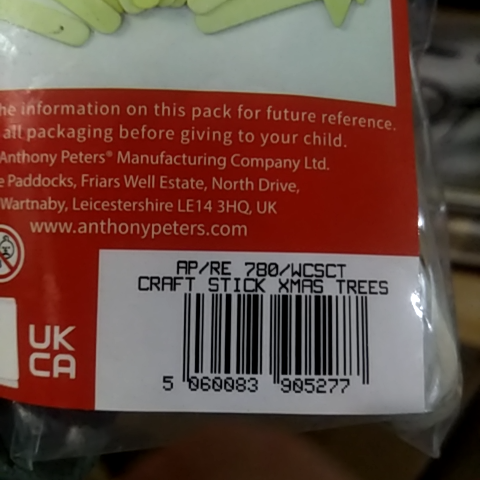 he information on this pack for future reference.
all packaging before giving to your child.
Anthony Peters® Manufacturing Company Ltd.
e Paddocks, Friars Well Estate, North Drive,
Wartnaby, Leicestershire LE14 3HQ, UK
www.anthonypeters.com
AP/RE 780/WCSCT
CRAFT STICK XMAS TREES
UK
CA
5 060083 905277